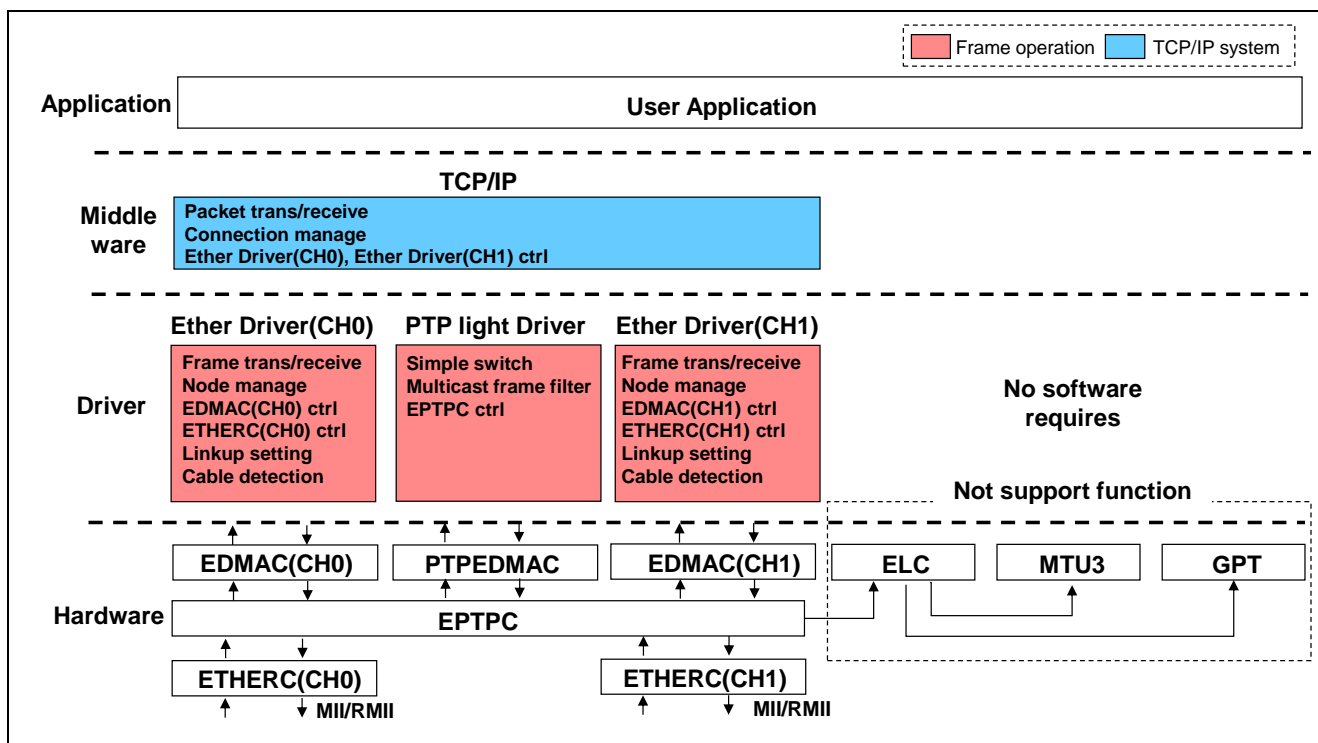 Frame operation
TCP/IP system
Application
User Application
TCP/IP
Middle
ware
Packet trans/receive
Connection manage
Ether Driver(CH0), Ether Driver(CH1) ctrl
Driver
Ether Driver(CH0)
Frame trans/receive
Node manage
EDMAC(CH0) ctrl
ETHERC(CH0) ctrl
Linkup setting
Cable detection
PTP light Driver
Simple switch
Multicast frame filter
EPTPC ctrl
Ether Driver(CH1)
Frame trans/receive
Node manage
EDMAC(CH1) ctrl
ETHERC(CH1) ctrl
Linkup setting
Cable detection
No software
requires
Not support function
Hardware
EDMAC(CH0)
PTPEDMAC
EDMAC(CH1)
ELC
MTU3
GPT
EPTPC
ETHERC(CH0)
ETHERC(CH1)
MII/RMII
MII/RMII